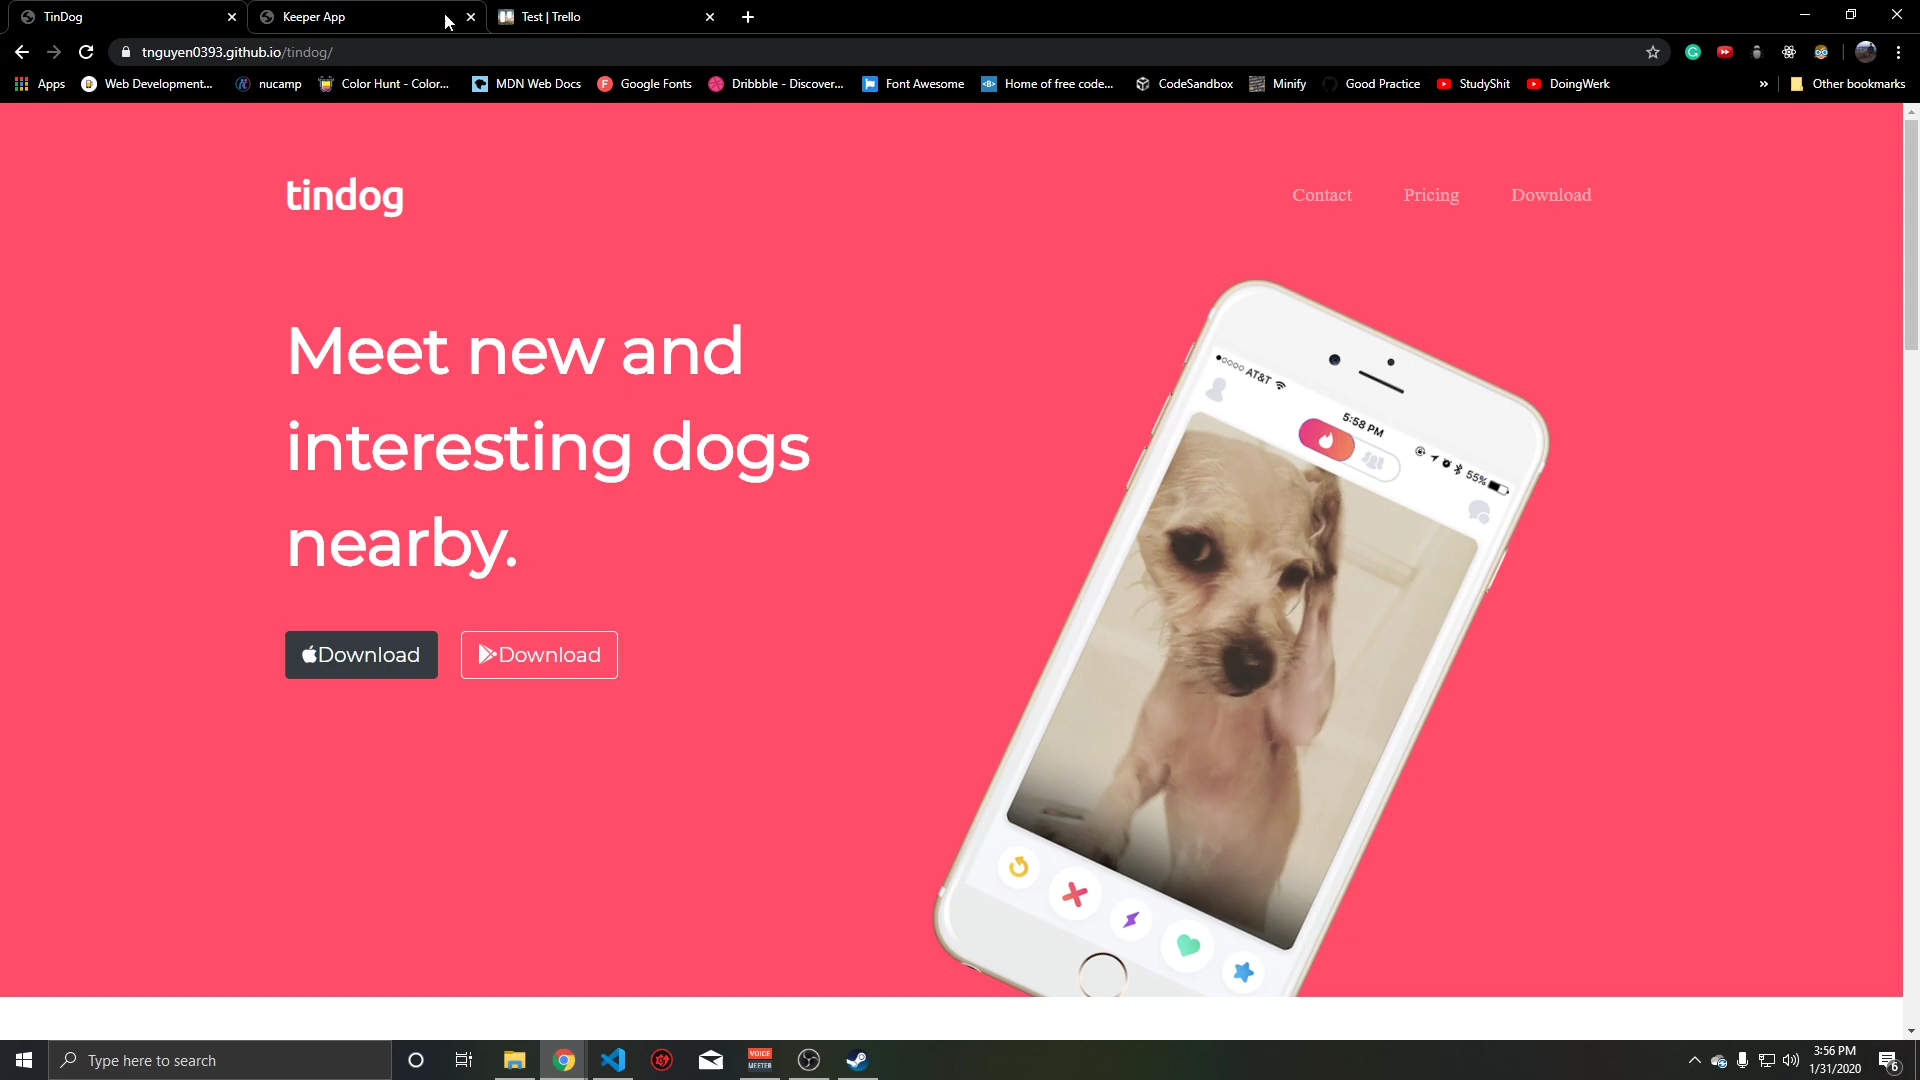 TinDog
Keeper App
Test | Trello
tnguyen0393.github.io/tindog/
Apps
Web Development...
nucamp
Color Hunt - Color...
MDN Web Docs
Google Fonts
Dribbble - Discover...
Font Awesome
Home of free code...
CodeSandbox
Minify
Good Practice
StudyShit
DoingWerk
»
Other bookmarks
tindog
Contact
Pricing
Download
Meet new and
interesting dogs
nearby.
Download
Download
AT&T
5:58 PM
55%
Type here to search
VOICE
MEETER
3:56 PM
1/31/2020
6